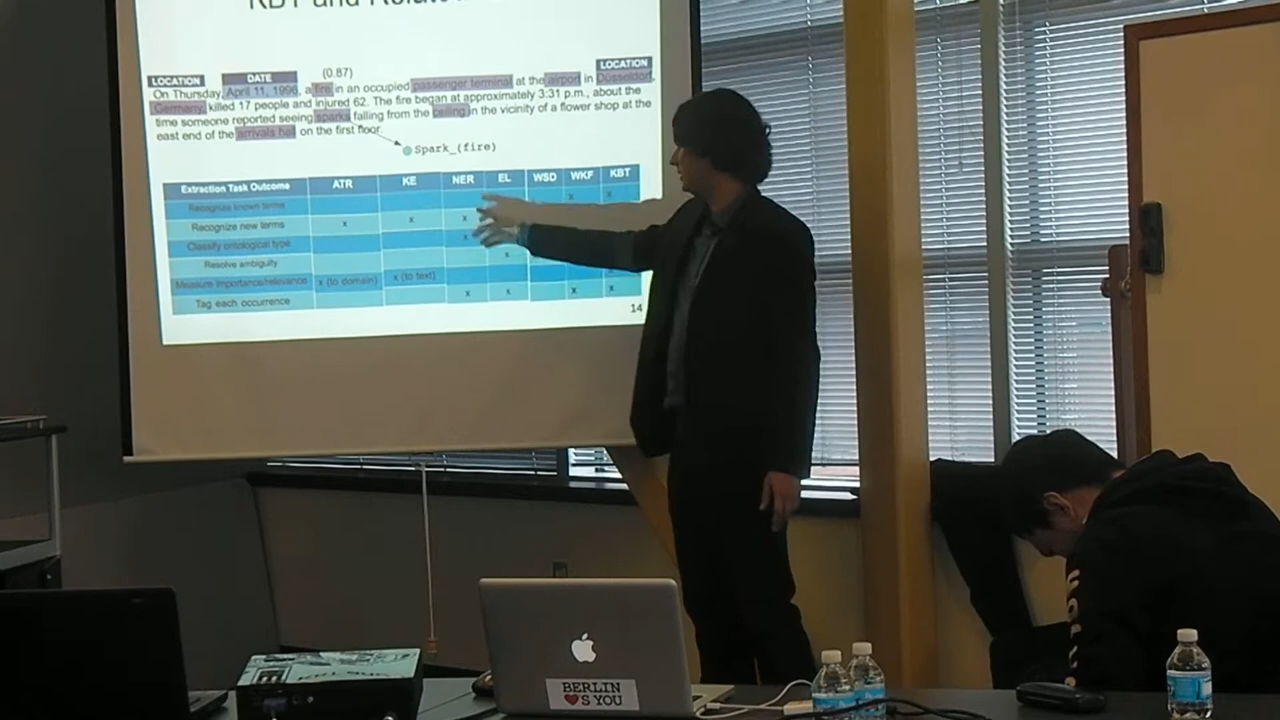 KBT and Relate
LOCATION DATE (0.87) LOCATION
On Thursday, April 11, 1996, a fire in an occupied passenger terminal at the airport in Düsseldorf,
Germany, killed 17 people and injured 62. The fire began at approximately 3:31 p.m., about the
time someone reported seeing sparks falling from the ceiling in the vicinity of a flower shop at the
east end of the arrivals hall on the first floor.
Spark_(fire)
Extraction Task Outcome ATR KE NER EL WSD WKF KBT
Recognize known terms x x
Recognize new terms x x x
Classify ontological type x
Resolve ambiguity x
Measure importance/relevance x (to domain) x (to text)
Tag each occurrence x x x x
14
BERLIN
S YOU